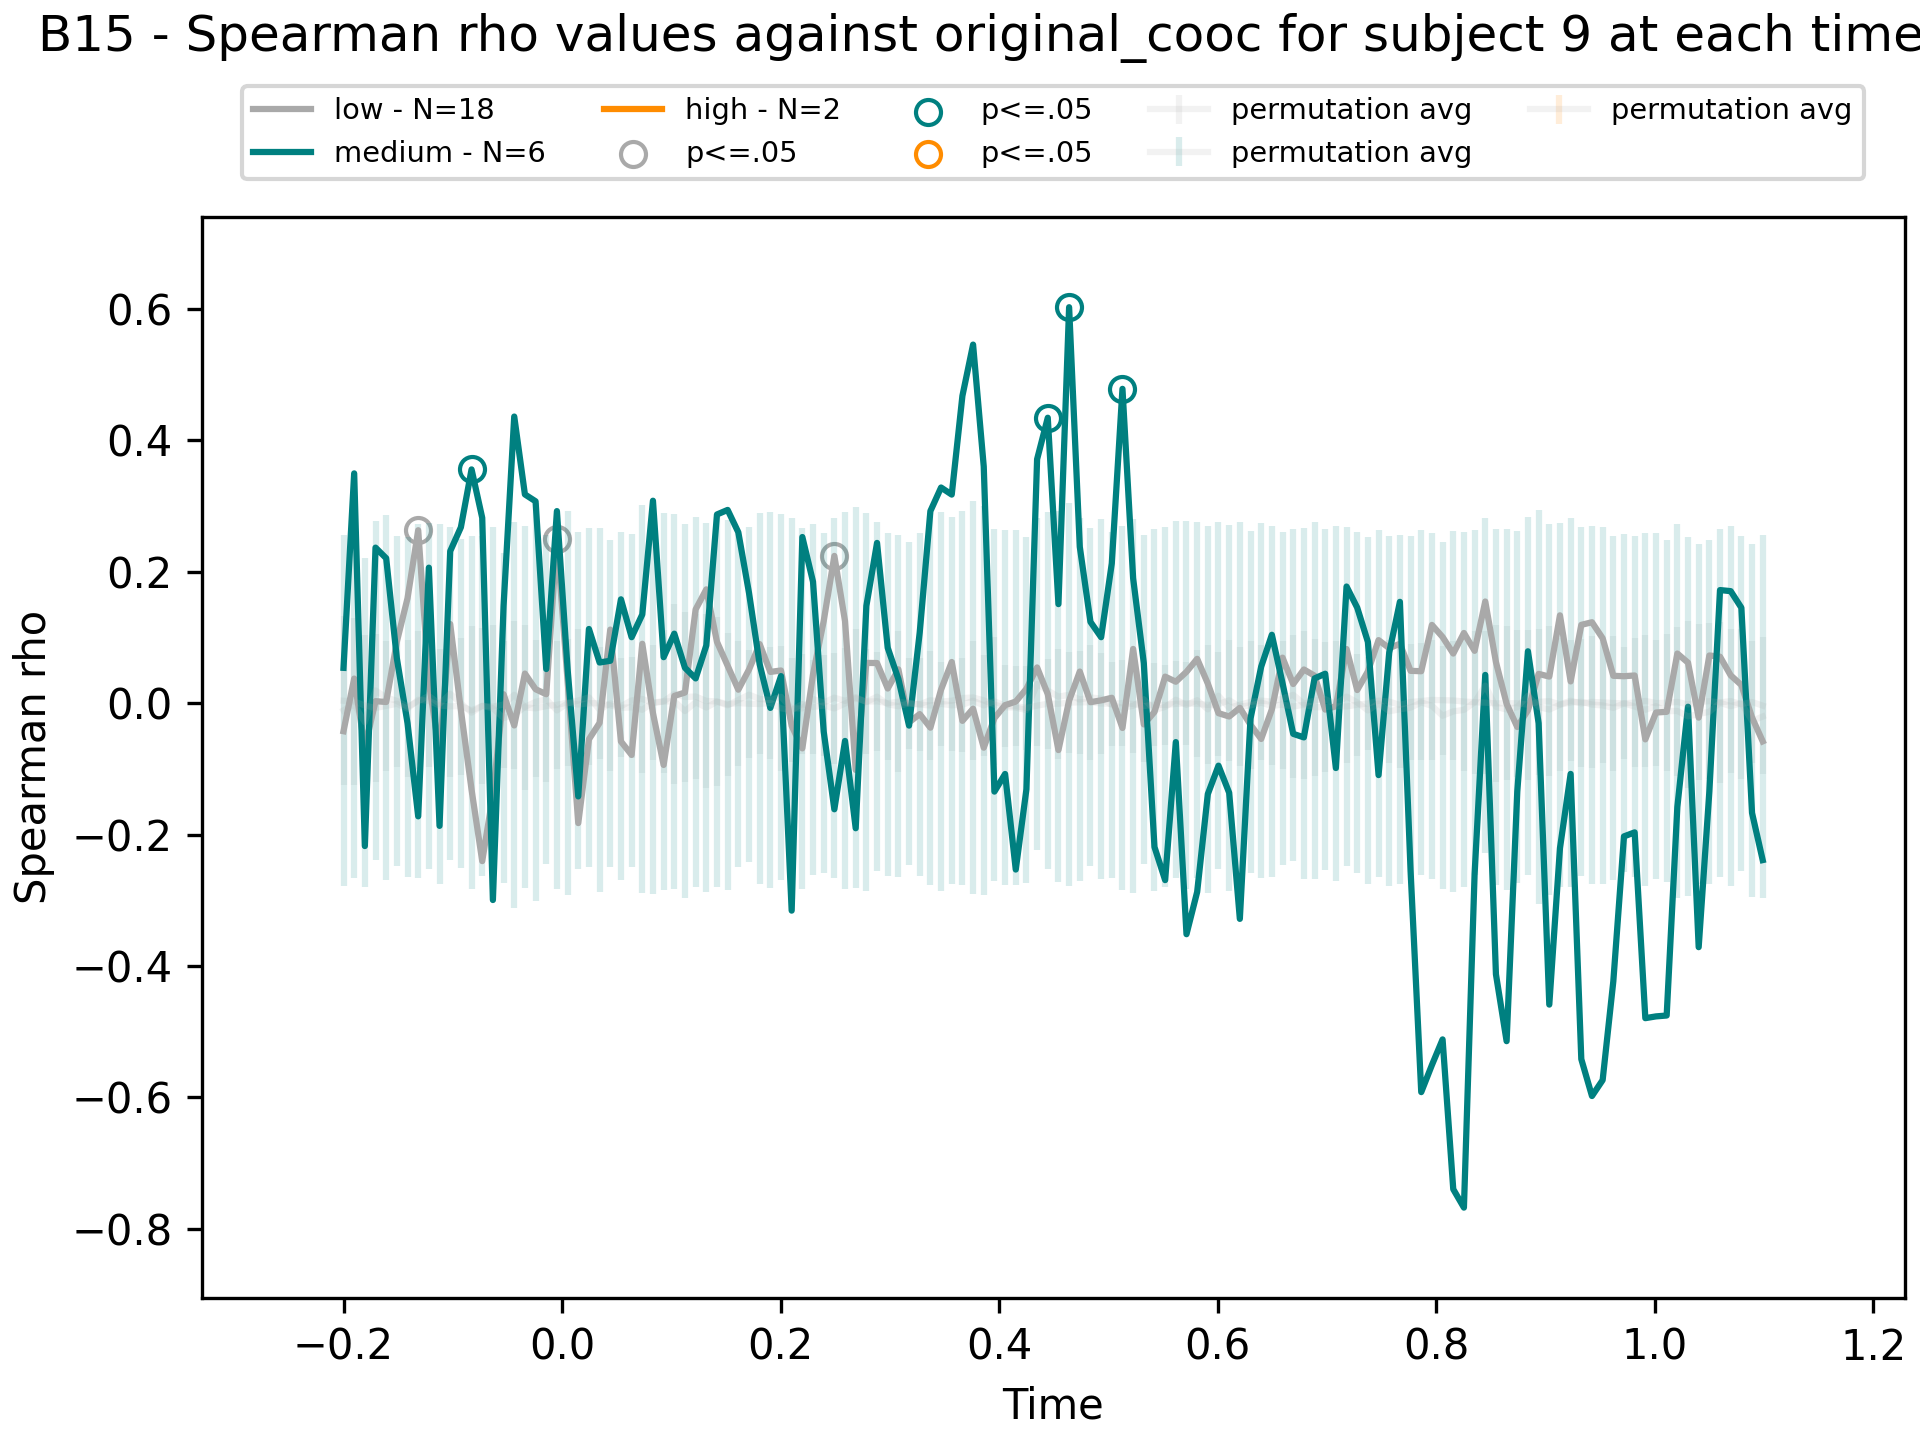 B15 - Spearman rho values against original_cooc for subject 9 at each time
low - N=18
medium - N=6
high - N=2
p<=.05
p<=.05
p<=.05
permutation avg
permutation avg
permutation avg
Spearman rho
0.6
0.4
0.2
0.0
−0.2
−0.4
−0.6
−0.8
−0.2
0.0
0.2
0.4
0.6
0.8
1.0
1.2
Time